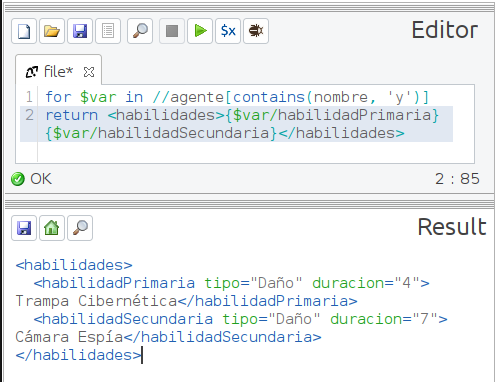 Editor
file*
1 for $var in //agente[contains(nombre, 'y')]
2 return <habilidades>{$var/habilidadPrimaria}
{$var/habilidadSecundaria}</habilidades>
OK 2 : 85
Result
<habilidades>
<habilidadPrimaria tipo="Daño" duracion="4">
Trampa Cibernética</habilidadPrimaria>
<habilidadSecundaria tipo="Daño" duracion="7">
Cámara Espía</habilidadSecundaria>
</habilidades>